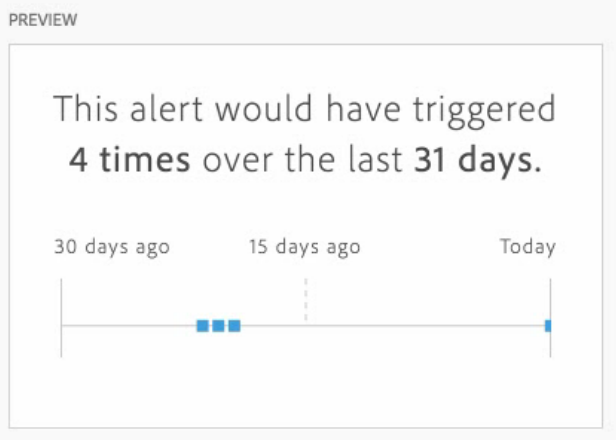 PREVIEW
This alert would have triggered
4 times over the last 31 days.
30 days ago 15 days ago Today